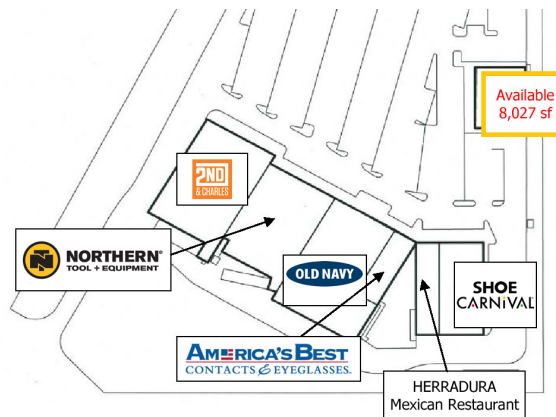 Available
8,027 sf
2ND
& CHARLES
NORTHERN®
TOOL + EQUIPMENT
OLD NAVY
SHOE
CARNIVAL
AMERICA'S BEST
CONTACTS & EYEGLASSES.
HERRADURA
Mexican Restaurant